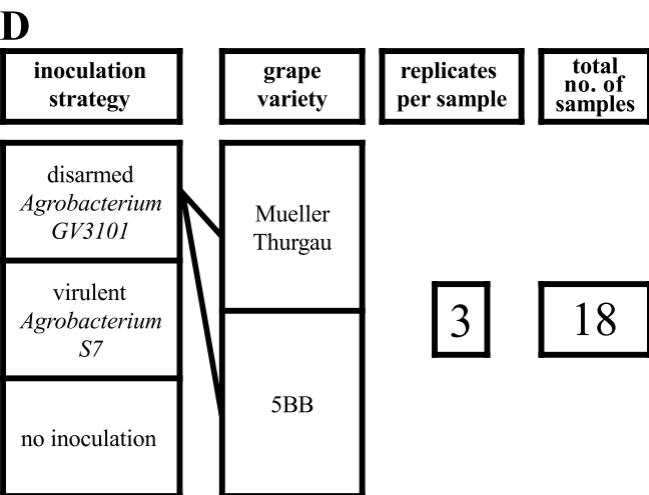 D
inoculation
strategy
grape
variety
replicates
per sample
total
no. of
samples
disarmed
Agrobacterium
GV3101
virulent
Agrobacterium
S7
no inoculation
Mueller
Thurgau
5BB
3
18